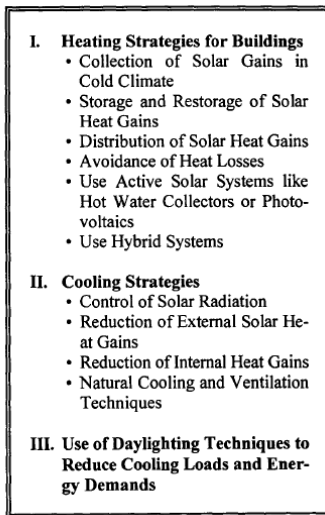 I. Heating Strategies for Buildings
• Collection of Solar Gains in
Cold Climate
• Storage and Restorage of Solar
Heat Gains
• Distribution of Solar Heat Gains
• Avoidance of Heat Losses
• Use Active Solar Systems like
Hot Water Collectors or Photo-
voltaics
• Use Hybrid Systems
II. Cooling Strategies
• Control of Solar Radiation
• Reduction of External Solar He-
at Gains
• Reduction of Internal Heat Gains
• Natural Cooling and Ventilation
Techniques
III. Use of Daylighting Techniques to
Reduce Cooling Loads and Ener-
gy Demands